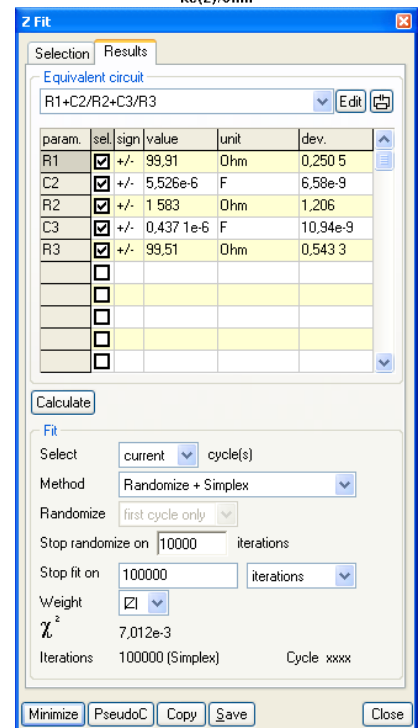 Z Fit
Selection Results
Equivalent circuit
R1+C2/R2+C3/R3 Edit
param. sel. sign value unit dev.
R1 +/- 99,91 Ohm 0,250 5
C2 +/- 5,526e-6 F 6,58e-9
R2 +/- 1 583 Ohm 1,206
C3 +/- 0,437 1e-6 F 10,94e-9
R3 +/- 99,51 Ohm 0,543 3
Calculate
Fit
Select current cycle(s)
Method Randomize + Simplex
Randomize first cycle only
Stop randomize on 10000 iterations
Stop fit on 100000 iterations
Weight |Z|
χ² 7,012e-3
Iterations 100000 (Simplex) Cycle xxxx
Minimize PseudoC Copy Save Close